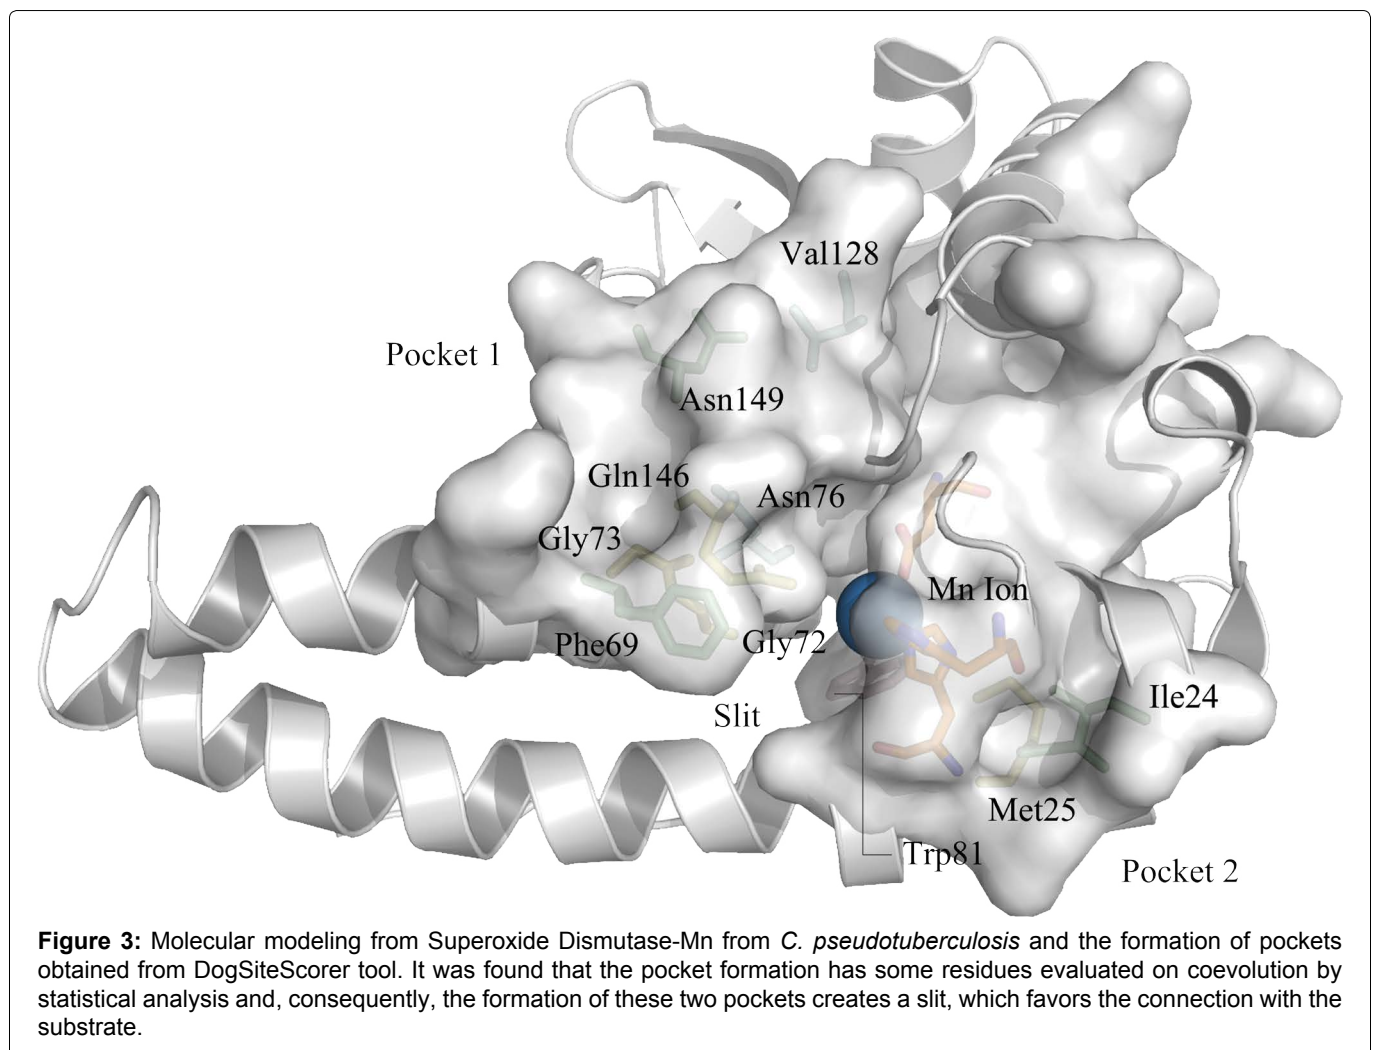 Val128
Pocket 1
Asn149
Gln146
Asn76
Gly73
Mn Ion
Phe69
Gly72
Ile24
Slit
Met25
Trp81
Pocket 2
Figure 3: Molecular modeling from Superoxide Dismutase-Mn from C. pseudotuberculosis and the formation of pockets
obtained from DogSiteScorer tool. It was found that the pocket formation has some residues evaluated on coevolution by
statistical analysis and, consequently, the formation of these two pockets creates a slit, which favors the connection with the
substrate.